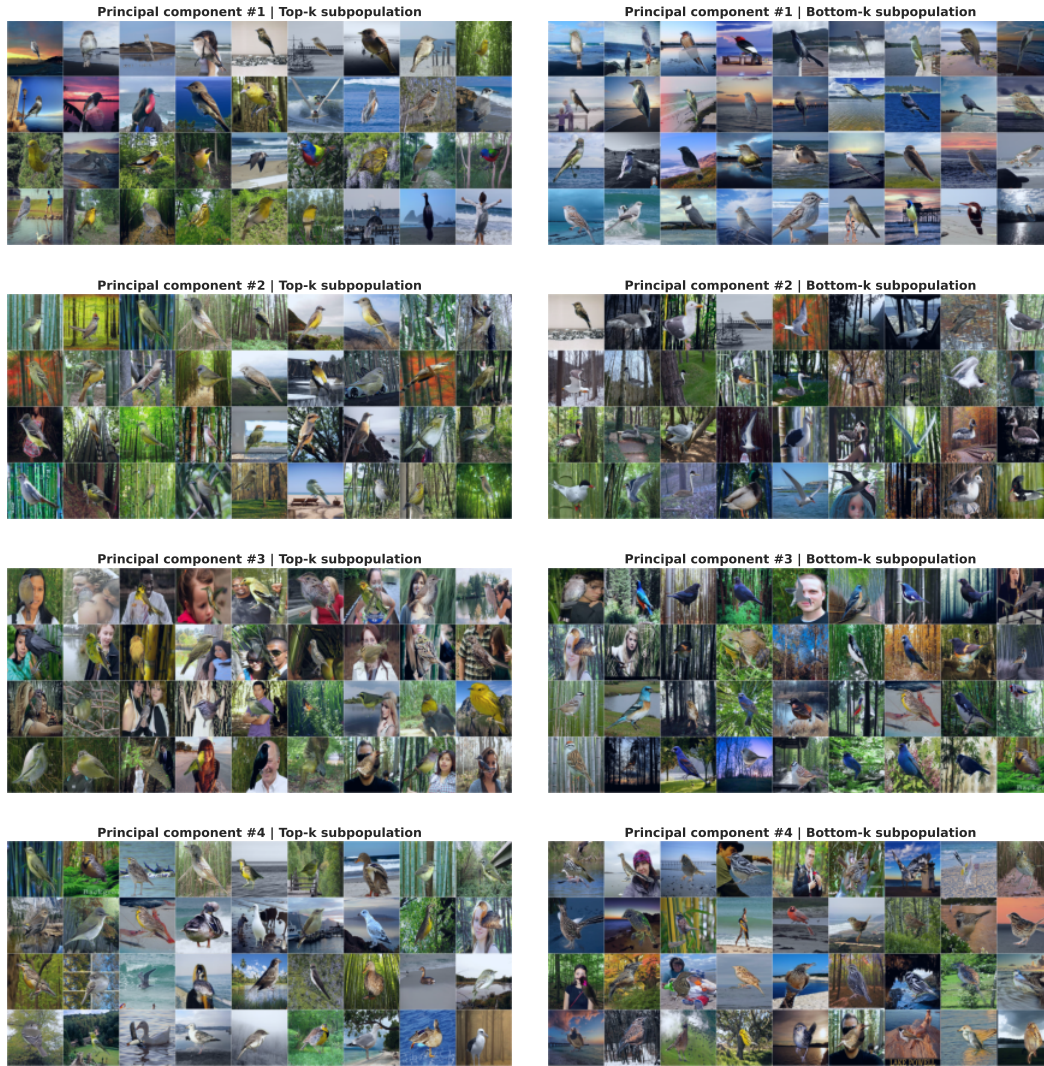 Principal component #1 | Top-k subpopulation
Principal component #1 | Bottom-k subpopulation
Principal component #2 | Top-k subpopulation
Principal component #2 | Bottom-k subpopulation
Principal component #3 | Top-k subpopulation
Principal component #3 | Bottom-k subpopulation
Principal component #4 | Top-k subpopulation
Principal component #4 | Bottom-k subpopulation
LAKE POWELL